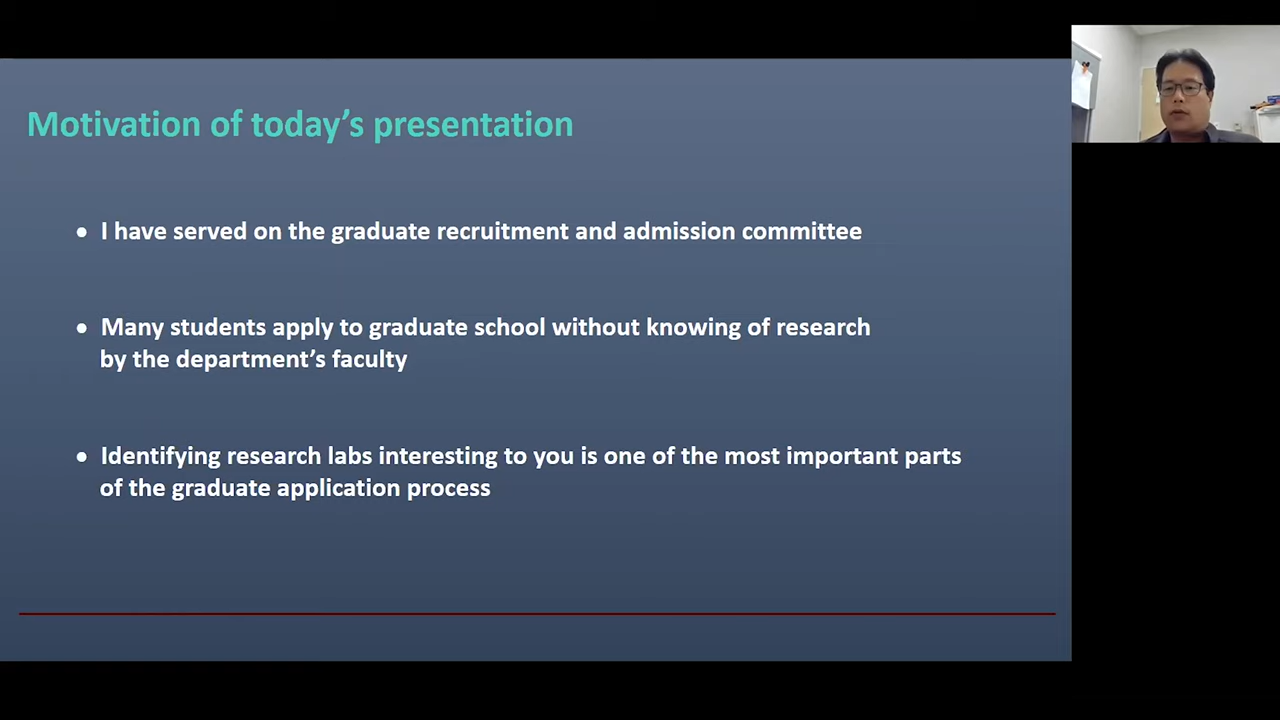 Motivation of today's presentation
• I have served on the graduate recruitment and admission committee
• Many students apply to graduate school without knowing of research
by the department's faculty
• Identifying research labs interesting to you is one of the most important parts
of the graduate application process